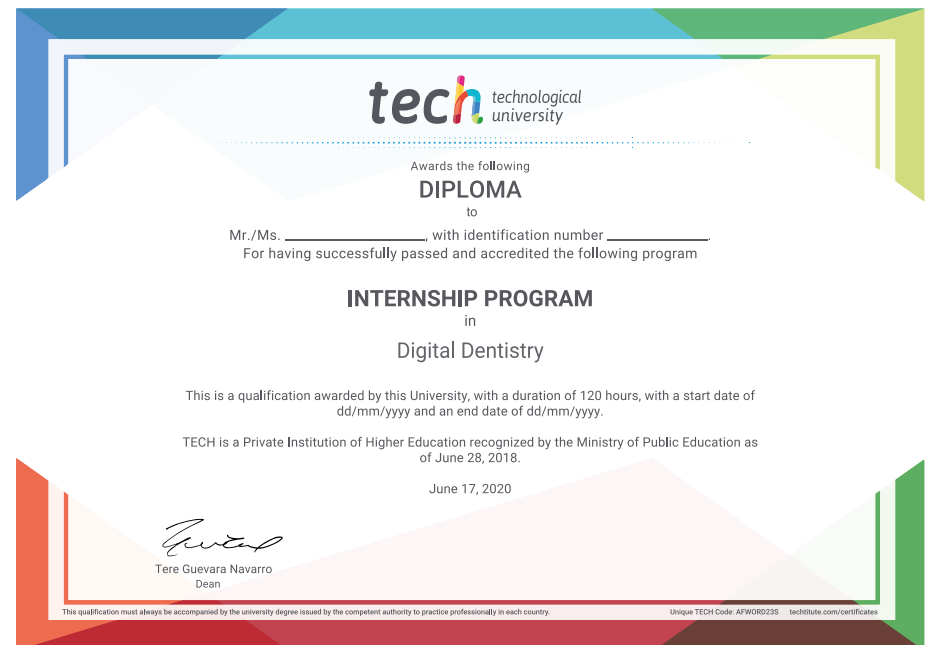 tech technological
university
Awards the following
DIPLOMA
to
Mr./Ms. ____________________, with identification number ______________.
For having successfully passed and accredited the following program
INTERNSHIP PROGRAM
in
Digital Dentistry
This is a qualification awarded by this University, with a duration of 120 hours, with a start date of
dd/mm/yyyy and an end date of dd/mm/yyyy.
TECH is a Private Institution of Higher Education recognized by the Ministry of Public Education as
of June 28, 2018.
June 17, 2020
Tere Guevara Navarro
Dean
This qualification must always be accompanied by the university degree issued by the competent authority to practice professionally in each country.
Unique TECH Code: AFWORD23S techtitute.com/certificates